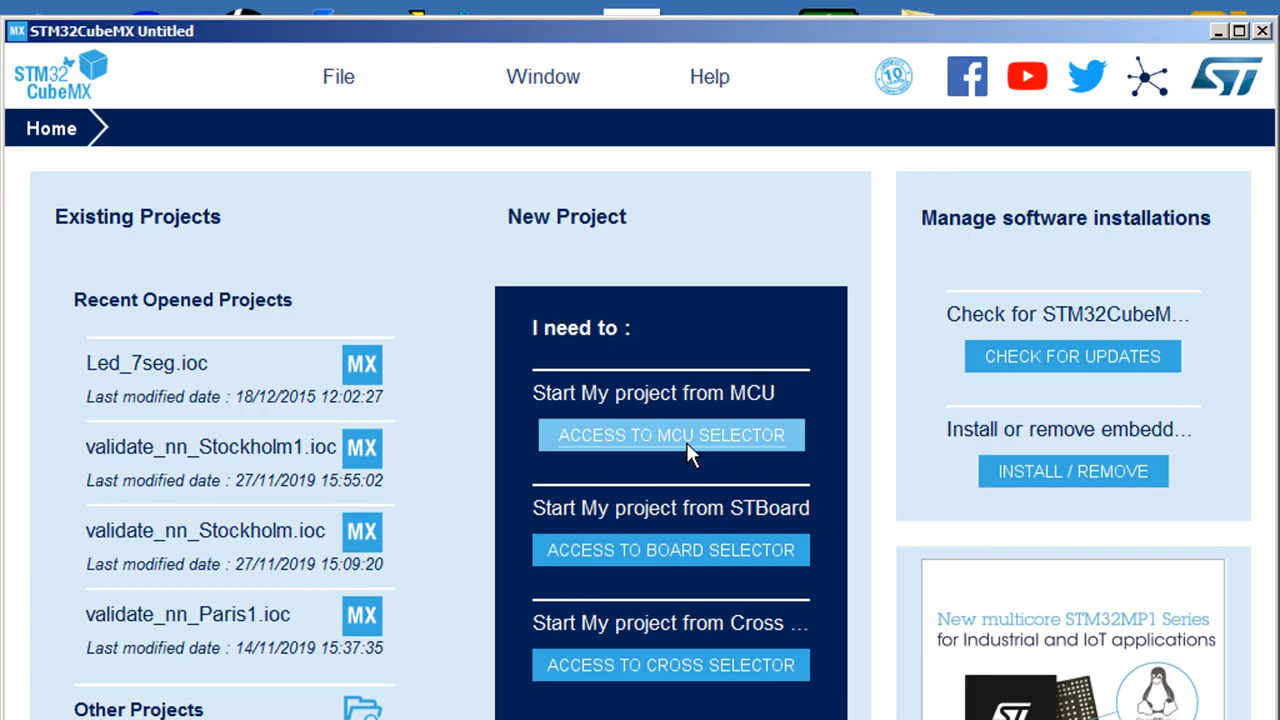 MX STM32CubeMX Untitled
STM32
CubeMX
File
Window
Help
10
Home
Existing Projects
Recent Opened Projects
Led_7seg.ioc
MX
Last modified date : 18/12/2015 12:02:27
validate_nn_Stockholm1.ioc
MX
Last modified date : 27/11/2019 15:55:02
validate_nn_Stockholm.ioc
MX
Last modified date : 27/11/2019 15:09:20
validate_nn_Paris1.ioc
MX
Last modified date : 14/11/2019 15:37:35
Other Projects
New Project
I need to :
Start My project from MCU
ACCESS TO MCU SELECTOR
Start My project from STBoard
ACCESS TO BOARD SELECTOR
Start My project from Cross ...
ACCESS TO CROSS SELECTOR
Manage software installations
Check for STM32CubeM...
CHECK FOR UPDATES
Install or remove embedd...
INSTALL / REMOVE
New multicore STM32MP1 Series
for Industrial and IoT applications